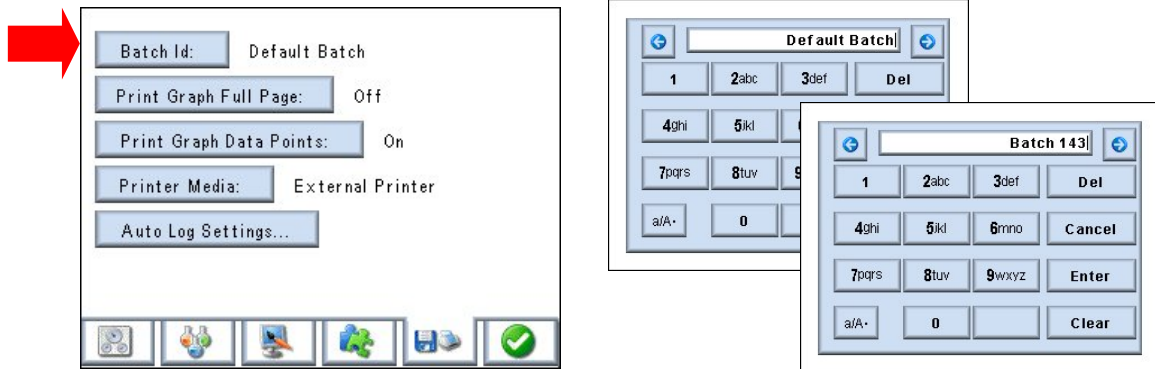 Batch Id: Default Batch
Print Graph Full Page: Off
Print Graph Data Points: On
Printer Media: External Printer
Auto Log Settings...
Default Batch
1 2abc 3def Del
4ghi 5jkl
7pqrs 8tuv 9
a/A· 0
Batch 143
1 2abc 3def Del
4ghi 5jkl 6mno Cancel
7pqrs 8tuv 9wxyz Enter
a/A· 0 Clear